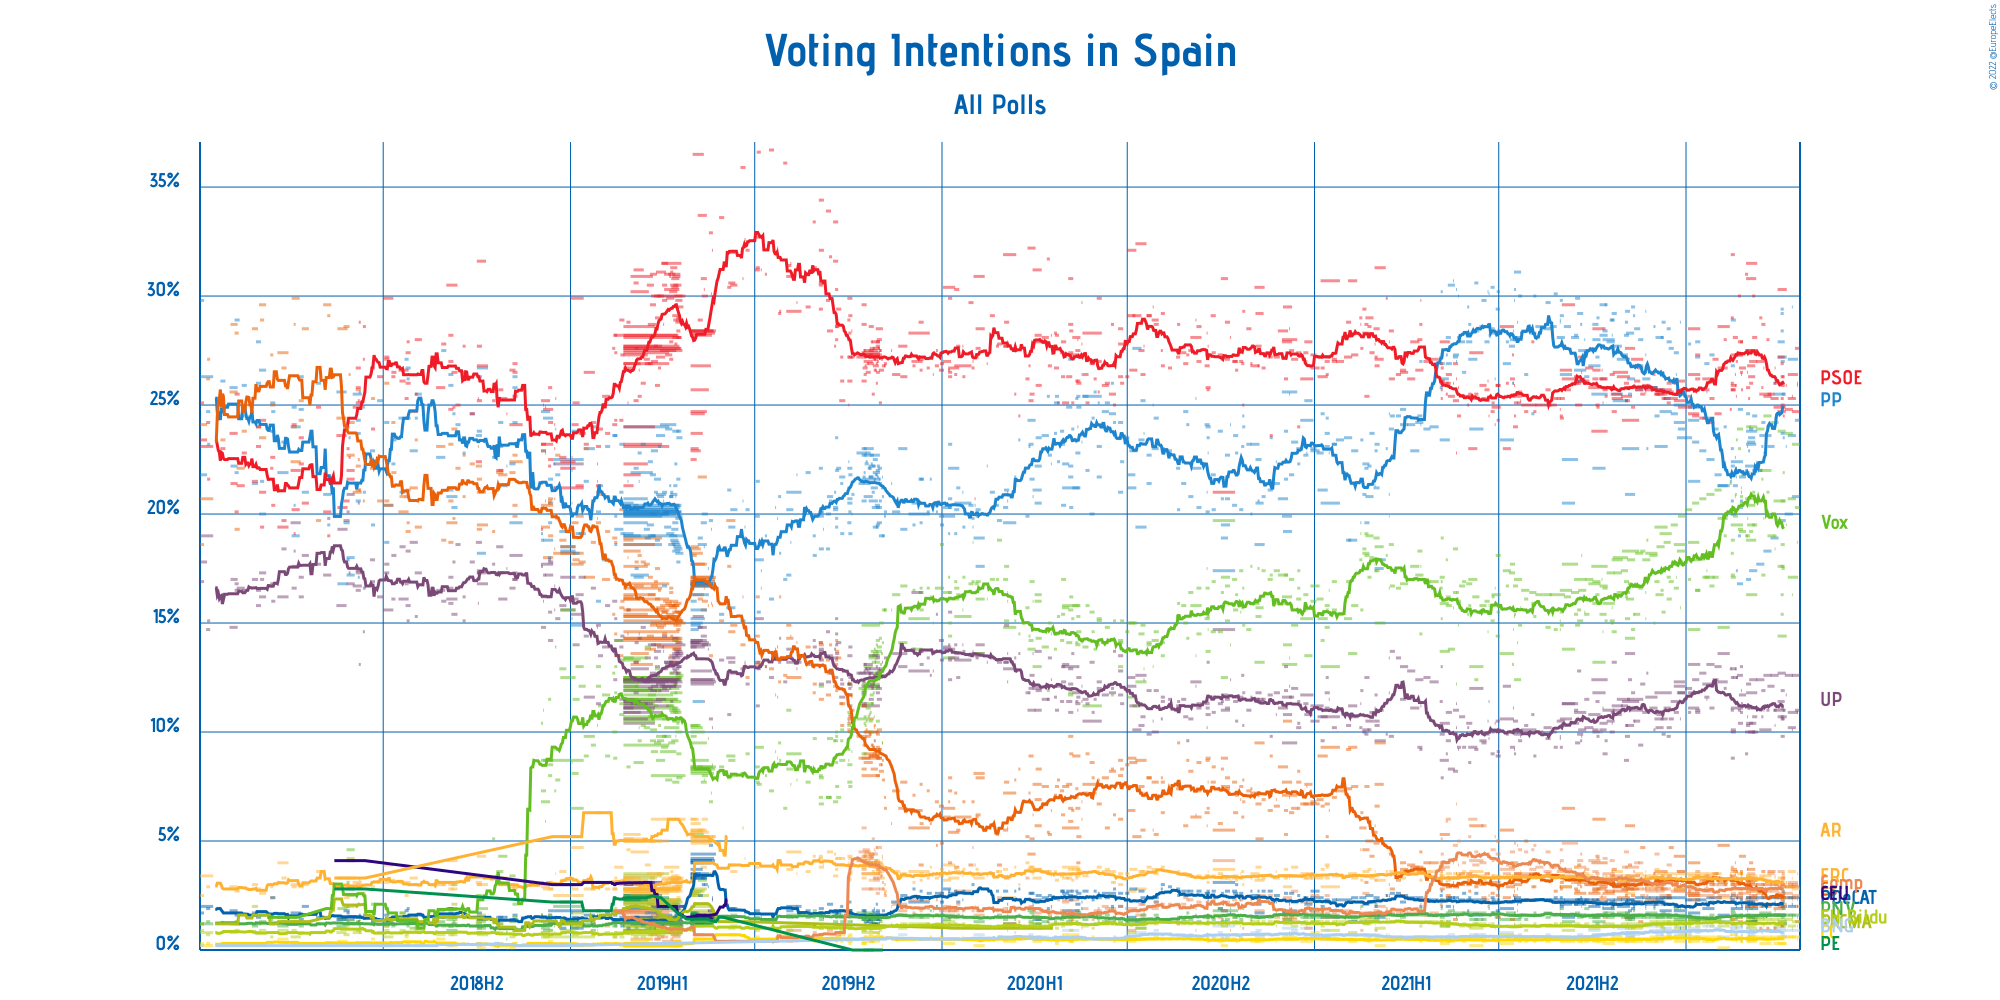 © 2022 @EuropeElects
Voting Intentions in Spain
All Polls
35%
30%
25%
20%
15%
10%
5%
0%
PSOE
PP
Vox
UP
AR
ERC
CEU
PNV
PE
2018H2
2019H1
2019H2
2020H1
2020H2
2021H1
2021H2